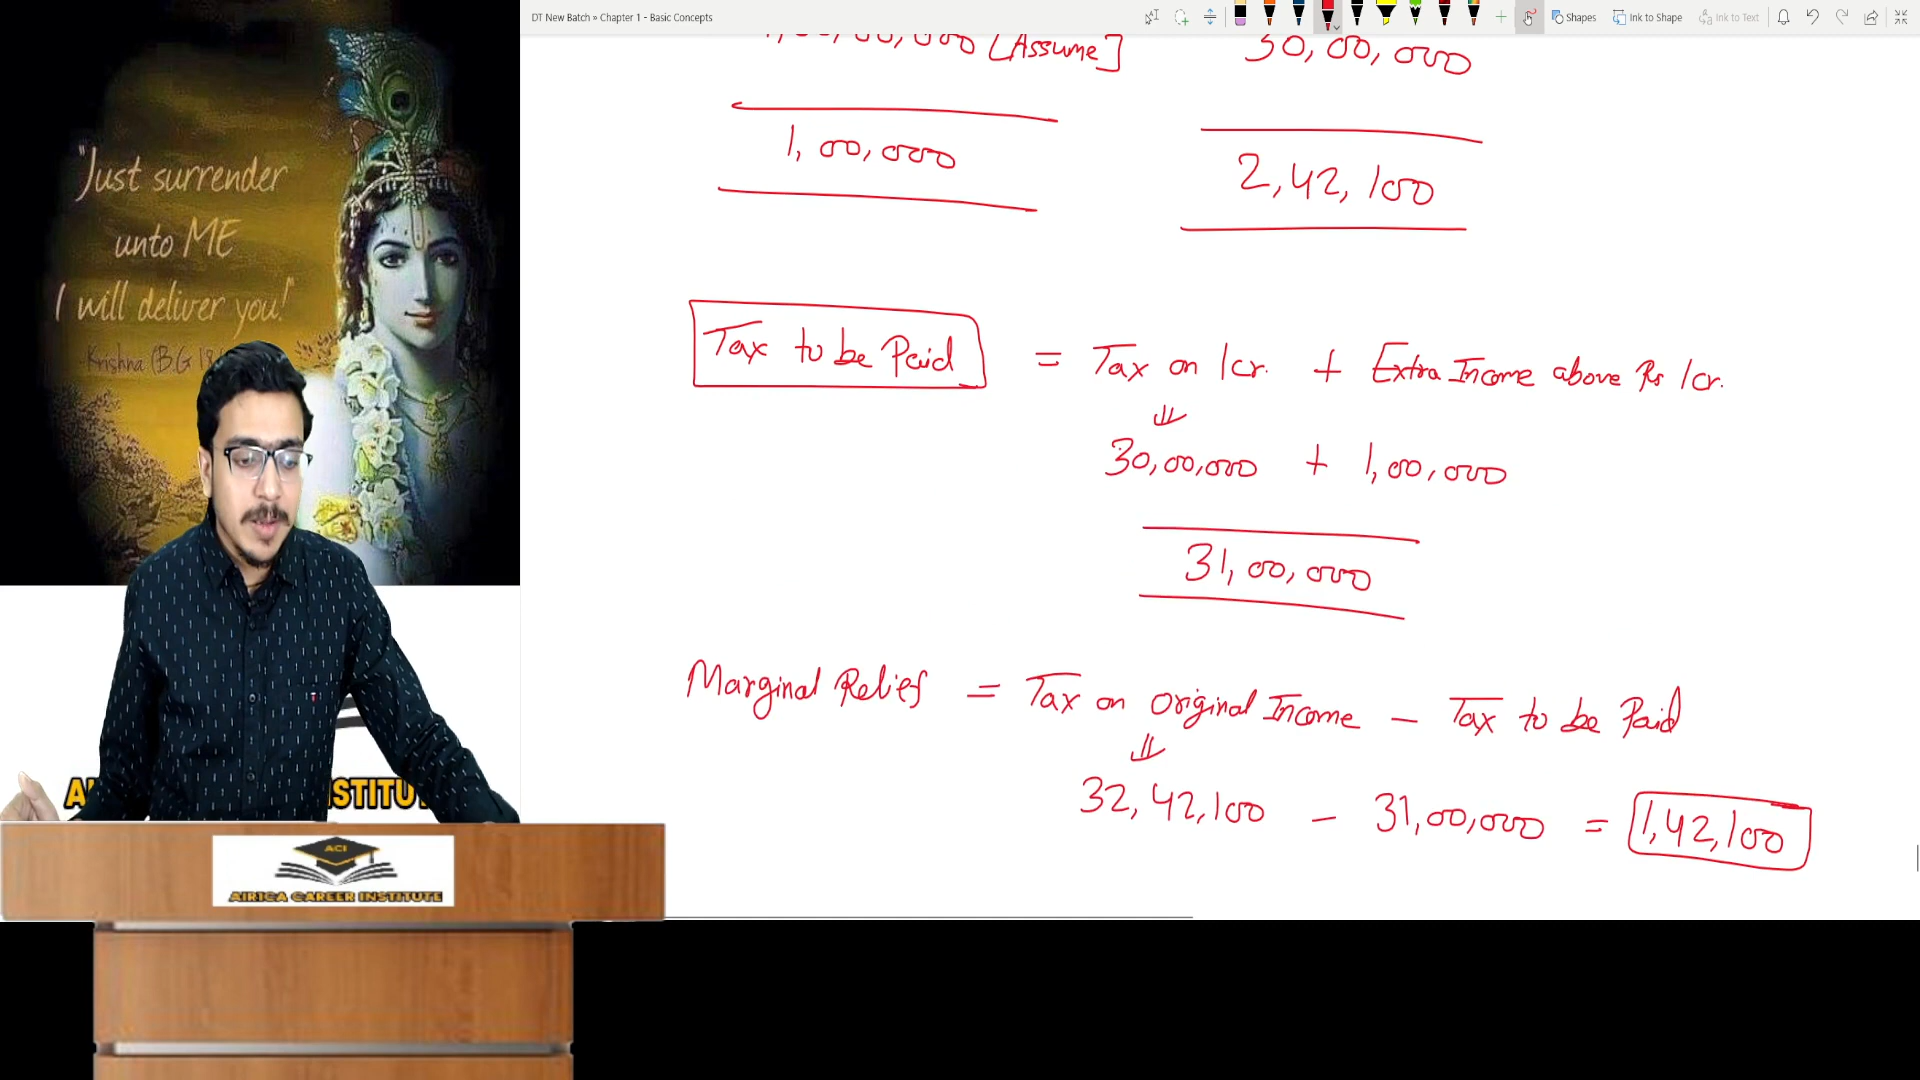 DT New Batch » Chapter 1 - Basic Concepts
Shapes
Ink to Shape
Ink to Text
[Assume]
30,00,000
1,00,000
2,42,100
"Just surrender
unto ME
I will deliver you!"
Krishna (B.G
Tax to be Paid = Tax on 1cr. + Extra Income above Rs 1cr.
30,00,000 + 1,00,000
31,00,000
Marginal Relief = Tax on Original Income – Tax to be Paid
32,42,100 – 31,00,000 = 1,42,100
STITU
ACI
AIRICA CAREER INSTITUTE